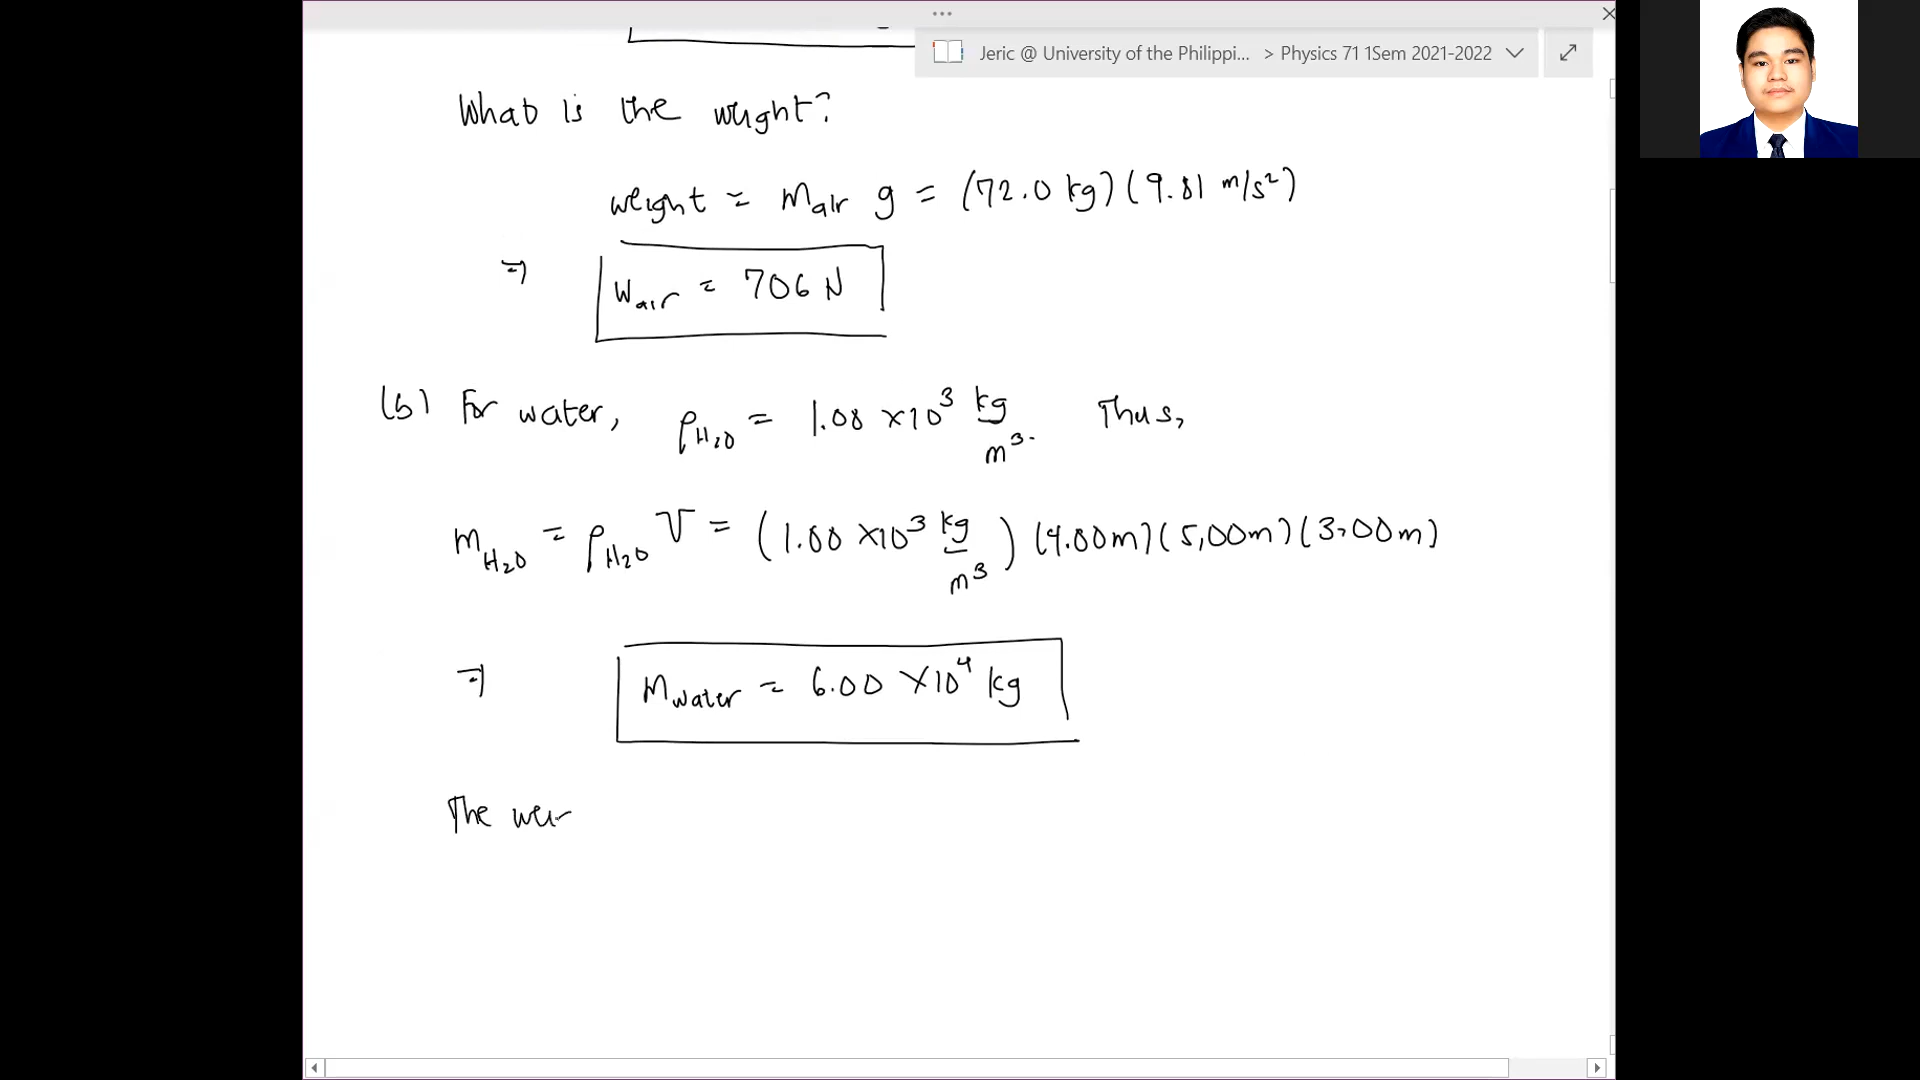 ...
Jeric @ University of the Philippi... > Physics 71 1Sem 2021-2022
What is the weight?
weight = m_air g = (72.0 kg)(9.81 m/s²)
⇒ W_air = 706 N
(b) For water, ρ_H₂O = 1.00 ×10³ kg/m³. Thus,
m_H₂O = ρ_H₂O V = (1.00 ×10³ kg/m³)(4.00m)(5.00m)(3.00m)
⇒ M_water = 6.00 ×10⁴ kg
The wei